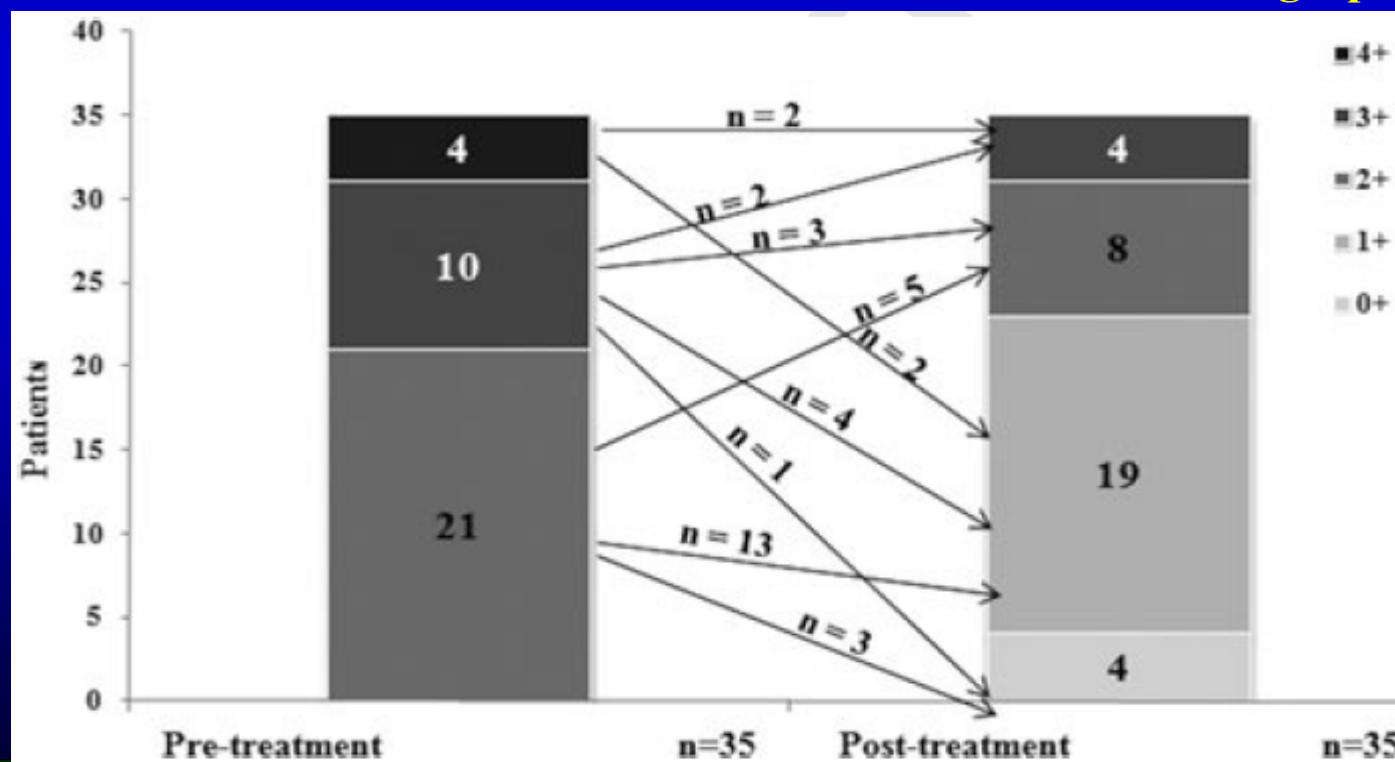 40
35
30
25
20
15
10
5
0
Patients
4
10
21
n = 2
n = 2
n = 3
n = 5
n = 2
n = 4
n = 1
n = 13
n = 3
4
8
19
4
4+
3+
2+
1+
0+
Pre-treatment n=35 Post-treatment n=35